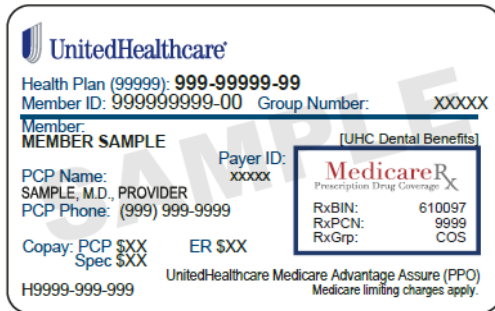 UnitedHealthcare®
Health Plan (99999): 999-99999-99
Member ID: 999999999-00 Group Number: XXXXX
Member:
MEMBER SAMPLE [UHC Dental Benefits]
Payer ID:
xxxxx
PCP Name:
SAMPLE, M.D., PROVIDER
PCP Phone: (999) 999-9999
MedicareRx
Prescription Drug Coverage
RxBIN: 610097
RxPCN: 9999
RxGrp: COS
Copay: PCP $XX ER $XX
Spec $XX
UnitedHealthcare Medicare Advantage Assure (PPO)
H9999-999-999 Medicare limiting charges apply.
SAMPLE